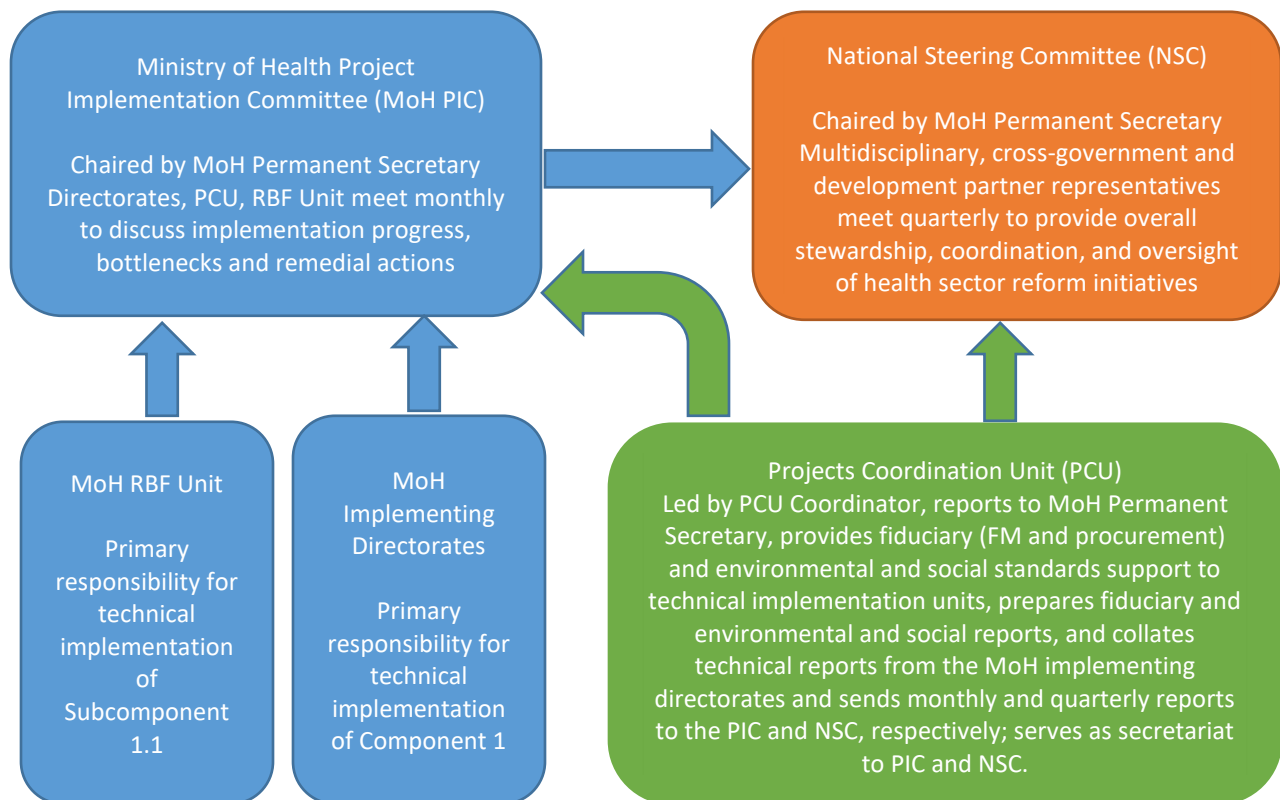 Ministry of Health Project
Implementation Committee (MoH PIC)
Chaired by MoH Permanent Secretary
Directorates, PCU, RBF Unit meet monthly
to discuss implementation progress,
bottlenecks and remedial actions
National Steering Committee (NSC)
Chaired by MoH Permanent Secretary
Multidisciplinary, cross-government and
development partner representatives
meet quarterly to provide overall
stewardship, coordination, and oversight
of health sector reform initiatives
MoH RBF Unit
Primary
responsibility for
technical
implementation
of
Subcomponent
1.1
MoH
Implementing
Directorates
Primary
responsibility for
technical
implementation
of Component 1
Projects Coordination Unit (PCU)
Led by PCU Coordinator, reports to MoH Permanent
Secretary, provides fiduciary (FM and procurement)
and environmental and social standards support to
technical implementation units, prepares fiduciary and
environmental and social reports, and collates
technical reports from the MoH implementing
directorates and sends monthly and quarterly reports
to the PIC and NSC, respectively; serves as secretariat
to PIC and NSC.